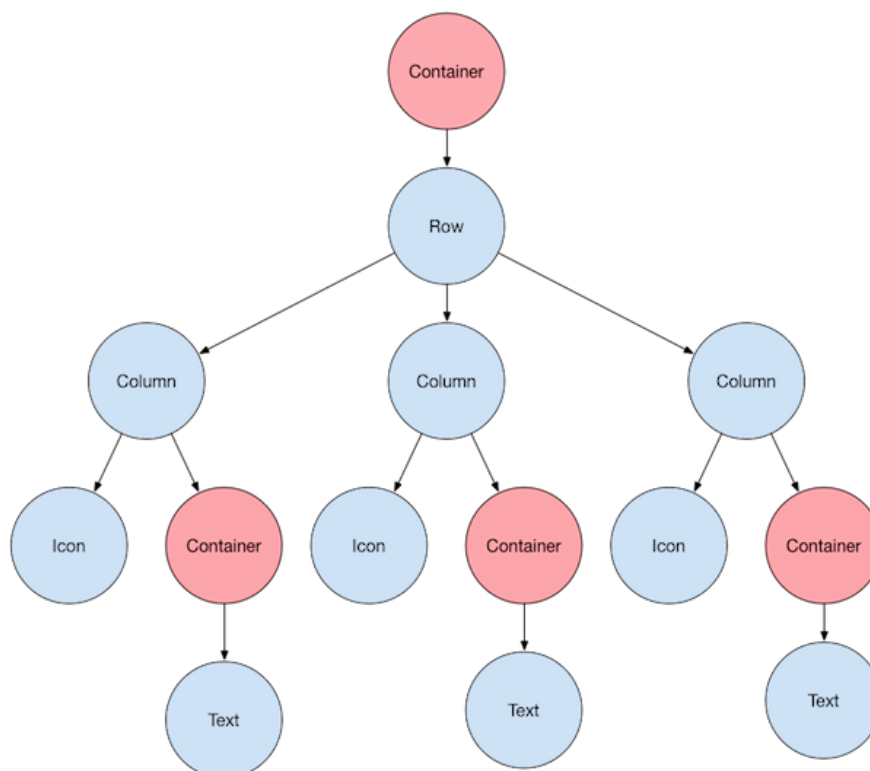 Container
Row
Column
Column
Column
Icon
Container
Icon
Container
Icon
Container
Text
Text
Text